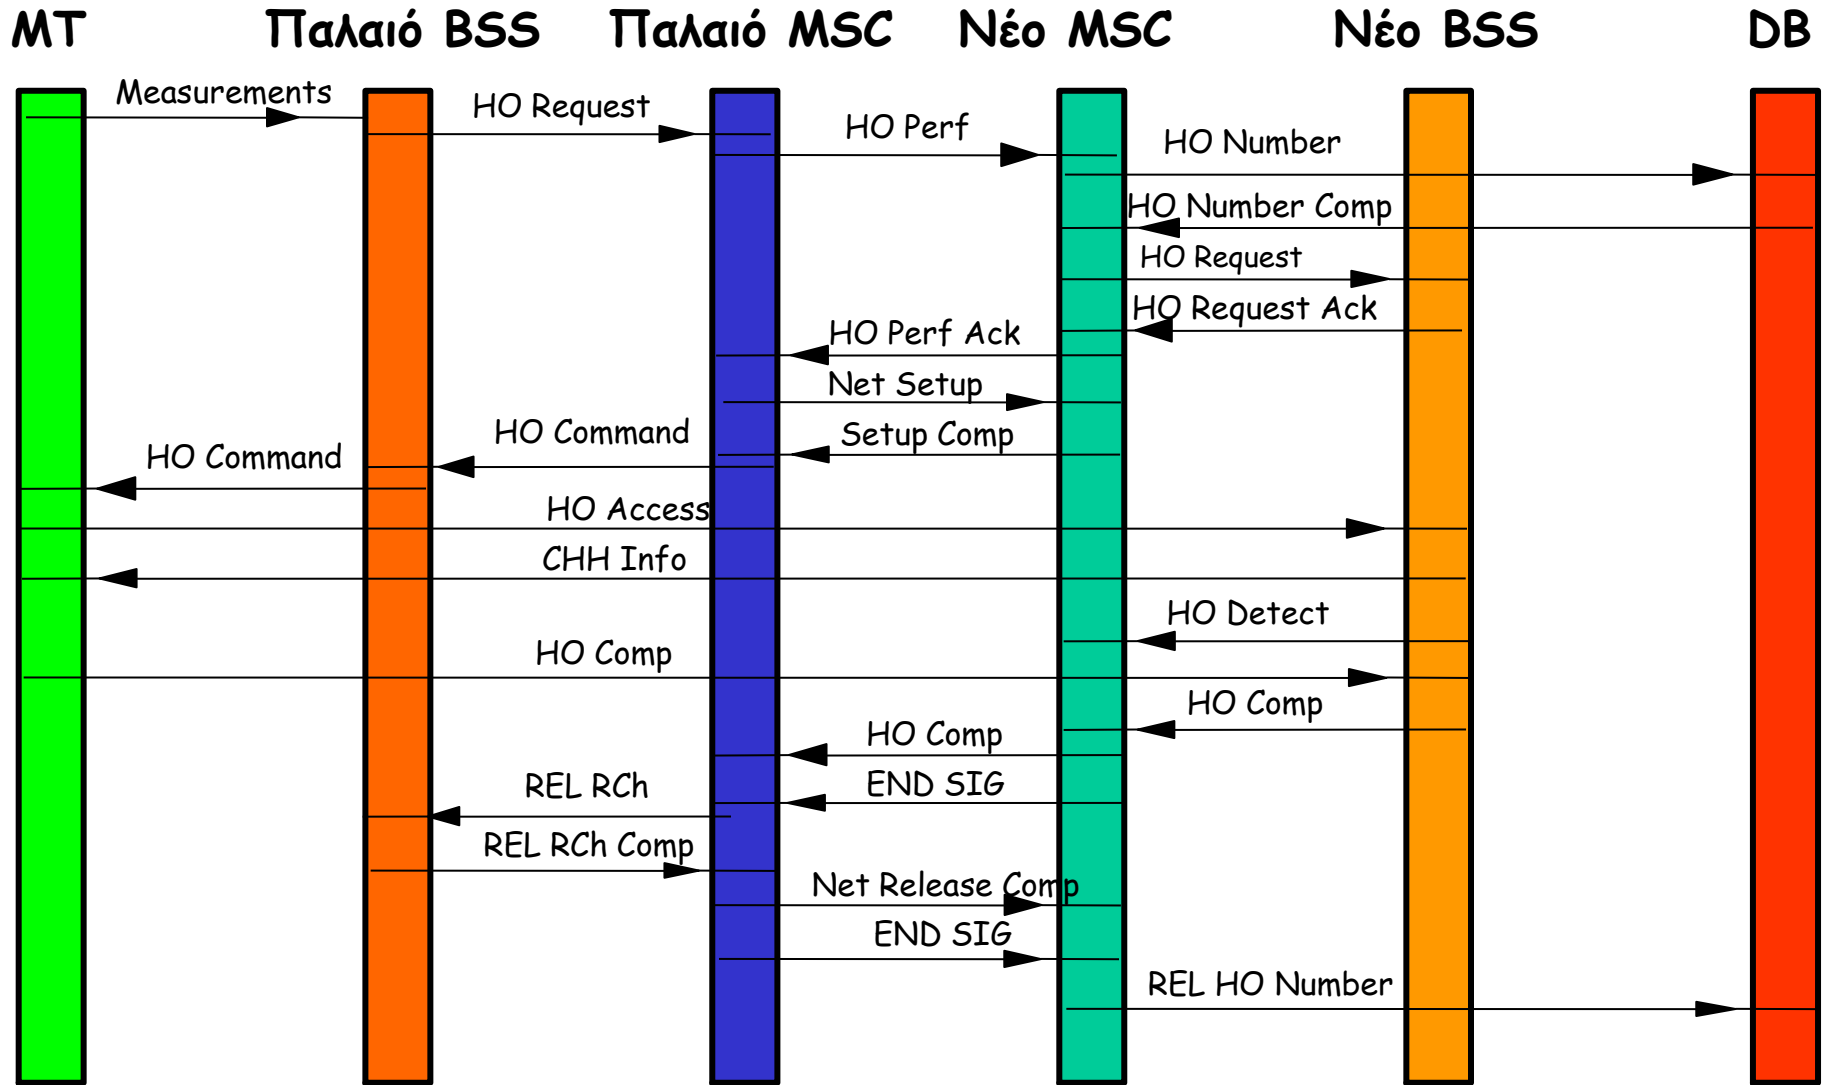 MT Παλαιό BSS Παλαιό MSC Νέο MSC Νέο BSS DB
Measurements
HO Request
HO Perf
HO Number
HO Number Comp
HO Request
HO Request Ack
HO Perf Ack
Net Setup
Setup Comp
HO Command
HO Command
HO Access
CHH Info
HO Detect
HO Comp
HO Comp
HO Comp
END SIG
REL RCh
REL RCh Comp
Net Release Comp
END SIG
REL HO Number